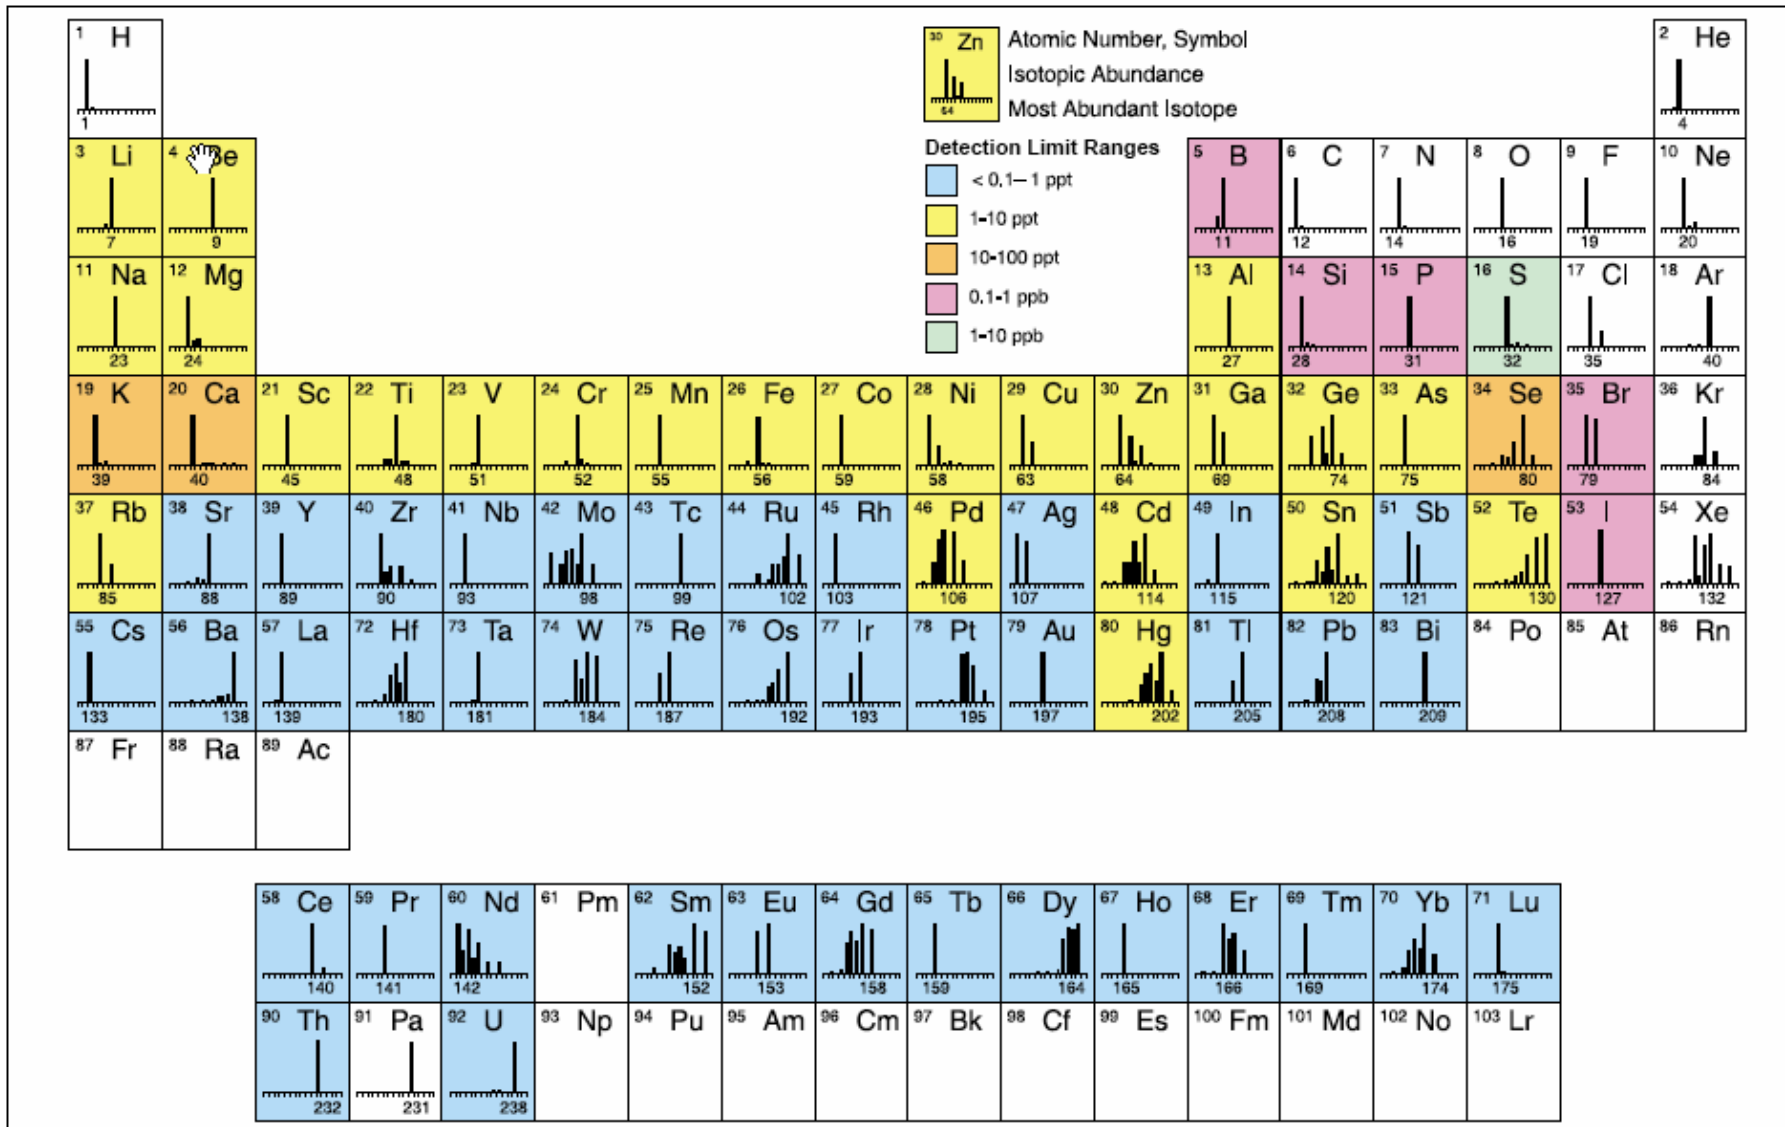 1 H
30 Zn Atomic Number, Symbol
Isotopic Abundance
64 Most Abundant Isotope
2 He
1
4
Detection Limit Ranges
< 0.1– 1 ppt
1-10 ppt
10-100 ppt
0.1-1 ppb
1-10 ppb
3 Li 4 Be 5 B 6 C 7 N 8 O 9 F 10 Ne
7 9 11 12 14 16 19 20
11 Na 12 Mg 13 Al 14 Si 15 P 16 S 17 Cl 18 Ar
23 24 27 28 31 32 35 40
19 K 20 Ca 21 Sc 22 Ti 23 V 24 Cr 25 Mn 26 Fe 27 Co 28 Ni 29 Cu 30 Zn 31 Ga 32 Ge 33 As 34 Se 35 Br 36 Kr
39 40 45 48 51 52 55 56 59 58 63 64 69 74 75 80 79 84
37 Rb 38 Sr 39 Y 40 Zr 41 Nb 42 Mo 43 Tc 44 Ru 45 Rh 46 Pd 47 Ag 48 Cd 49 In 50 Sn 51 Sb 52 Te 53 I 54 Xe
85 88 89 90 93 98 99 102 103 106 107 114 115 120 121 130 127 132
55 Cs 56 Ba 57 La 72 Hf 73 Ta 74 W 75 Re 76 Os 77 Ir 78 Pt 79 Au 80 Hg 81 Tl 82 Pb 83 Bi 84 Po 85 At 86 Rn
133 138 139 180 181 184 187 192 193 195 197 202 205 208 209
87 Fr 88 Ra 89 Ac
58 Ce 59 Pr 60 Nd 61 Pm 62 Sm 63 Eu 64 Gd 65 Tb 66 Dy 67 Ho 68 Er 69 Tm 70 Yb 71 Lu
140 141 142 152 153 158 159 164 165 166 169 174 175
90 Th 91 Pa 92 U 93 Np 94 Pu 95 Am 96 Cm 97 Bk 98 Cf 99 Es 100 Fm 101 Md 102 No 103 Lr
232 231 238